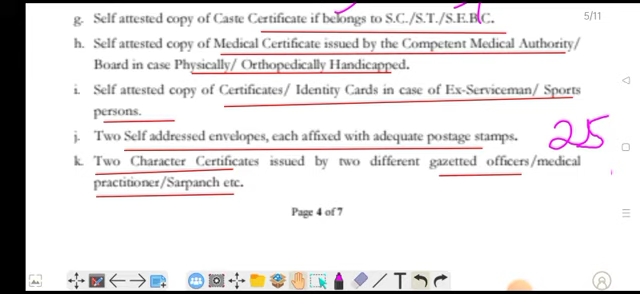 5/11
g. Self attested copy of Caste Certificate if belongs to S.C./S.T./S.E.B.C.
h. Self attested copy of Medical Certificate issued by the Competent Medical Authority/
Board in case Physically/ Orthopedically Handicapped.
i. Self attested copy of Certificates/ Identity Cards in case of Ex-Serviceman/ Sports
persons.
j. Two Self addressed envelopes, each affixed with adequate postage stamps.
25
k. Two Character Certificates issued by two different gazetted officers/medical
practitioner/Sarpanch etc.
Page 4 of 7
T